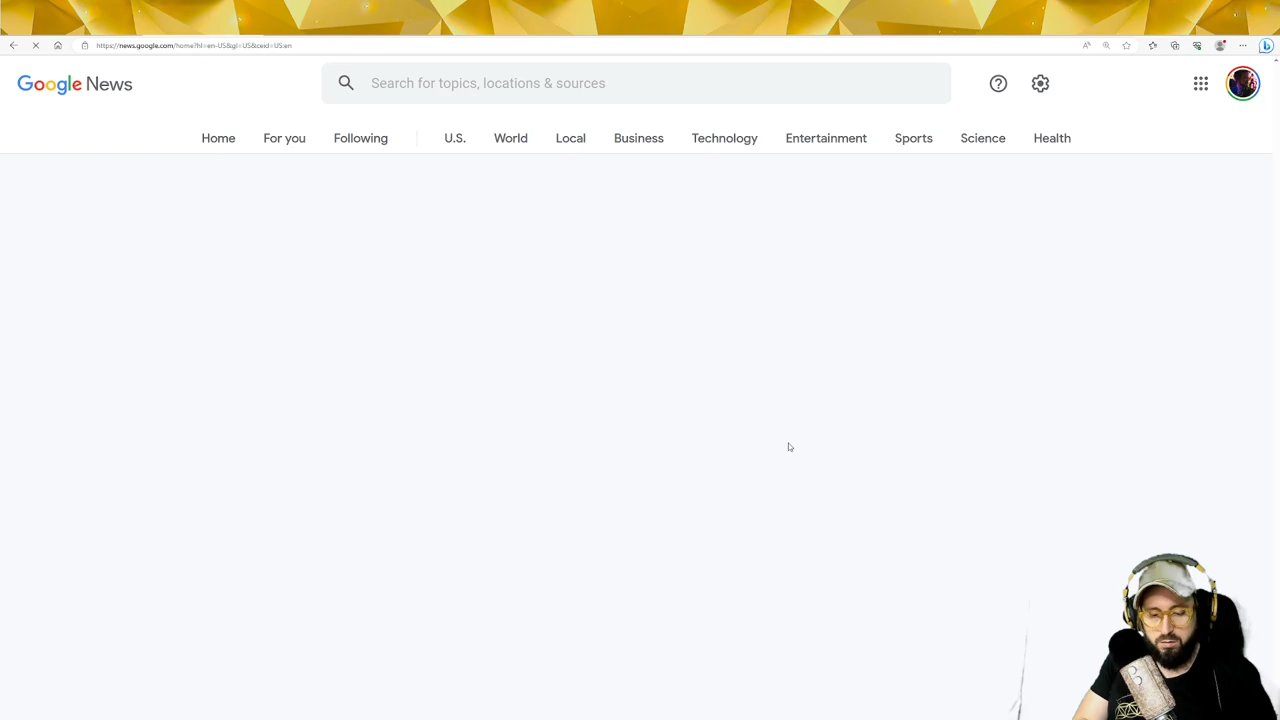 https://news.google.com/home?hl=en-US&gl=US&ceid=US:en
Google News
Search for topics, locations & sources
Home For you Following U.S. World Local Business Technology Entertainment Sports Science Health